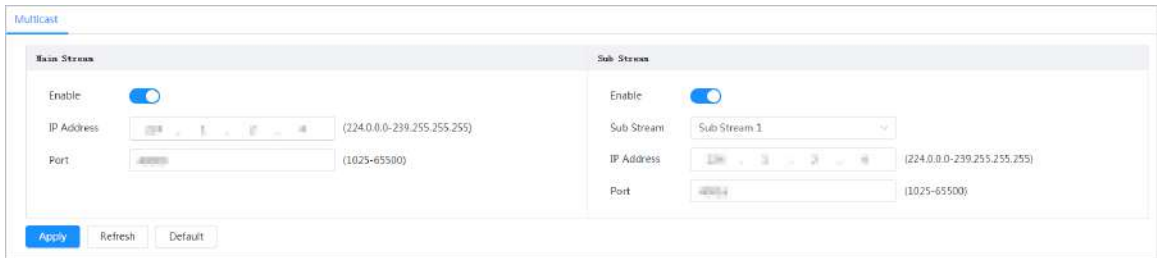 Multicast
Main Stream
Enable
IP Address (224.0.0.0-239.255.255.255)
Port (1025-65500)
Sub Stream
Enable
Sub Stream Sub Stream 1
IP Address (224.0.0.0-239.255.255.255)
Port (1025-65500)
Apply Refresh Default